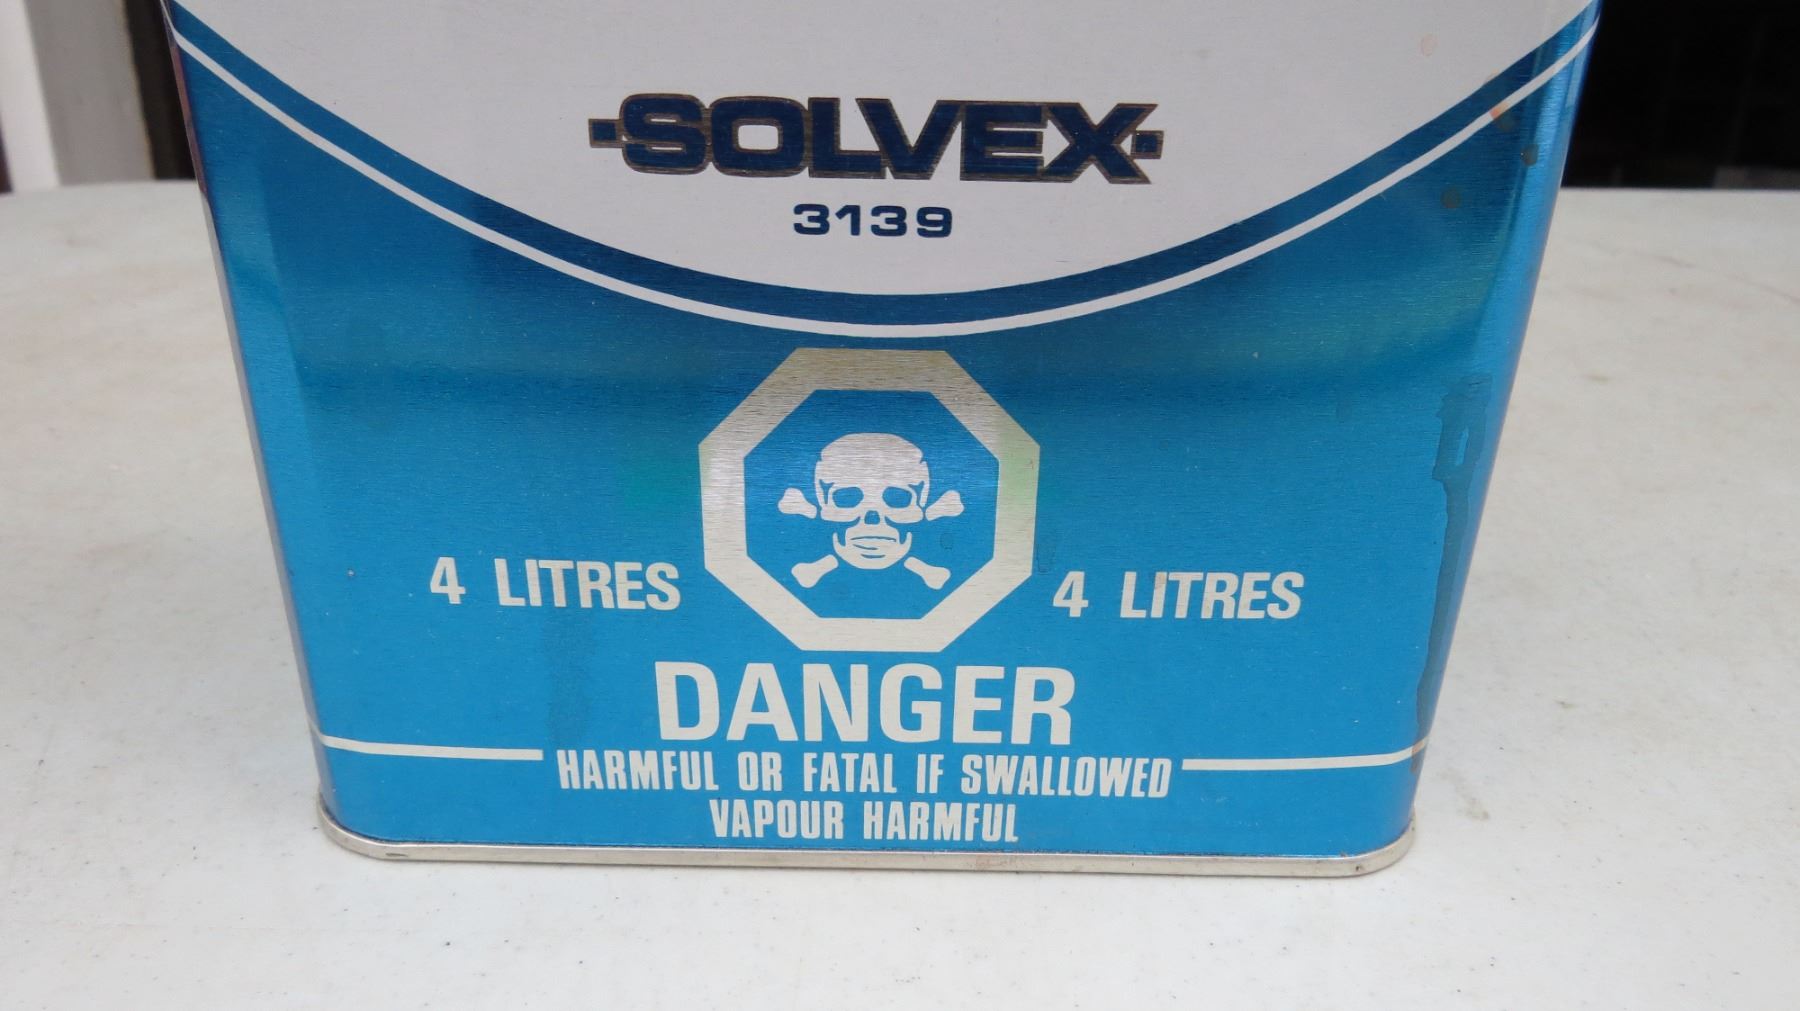 SOLVEX
3139
4 LITRES 4 LITRES
DANGER
HARMFUL OR FATAL IF SWALLOWED
VAPOUR HARMFUL